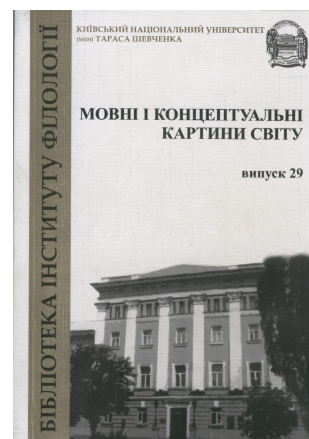 КИЇВСЬКИЙ НАЦІОНАЛЬНИЙ УНІВЕРСИТЕТ
ІМЕНІ ТАРАСА ШЕВЧЕНКА
МОВНІ І КОНЦЕПТУАЛЬНІ
КАРТИНИ СВІТУ
випуск 29
БІБЛІОТЕКА ІНСТИТУТУ ФІЛОЛОГІЇ